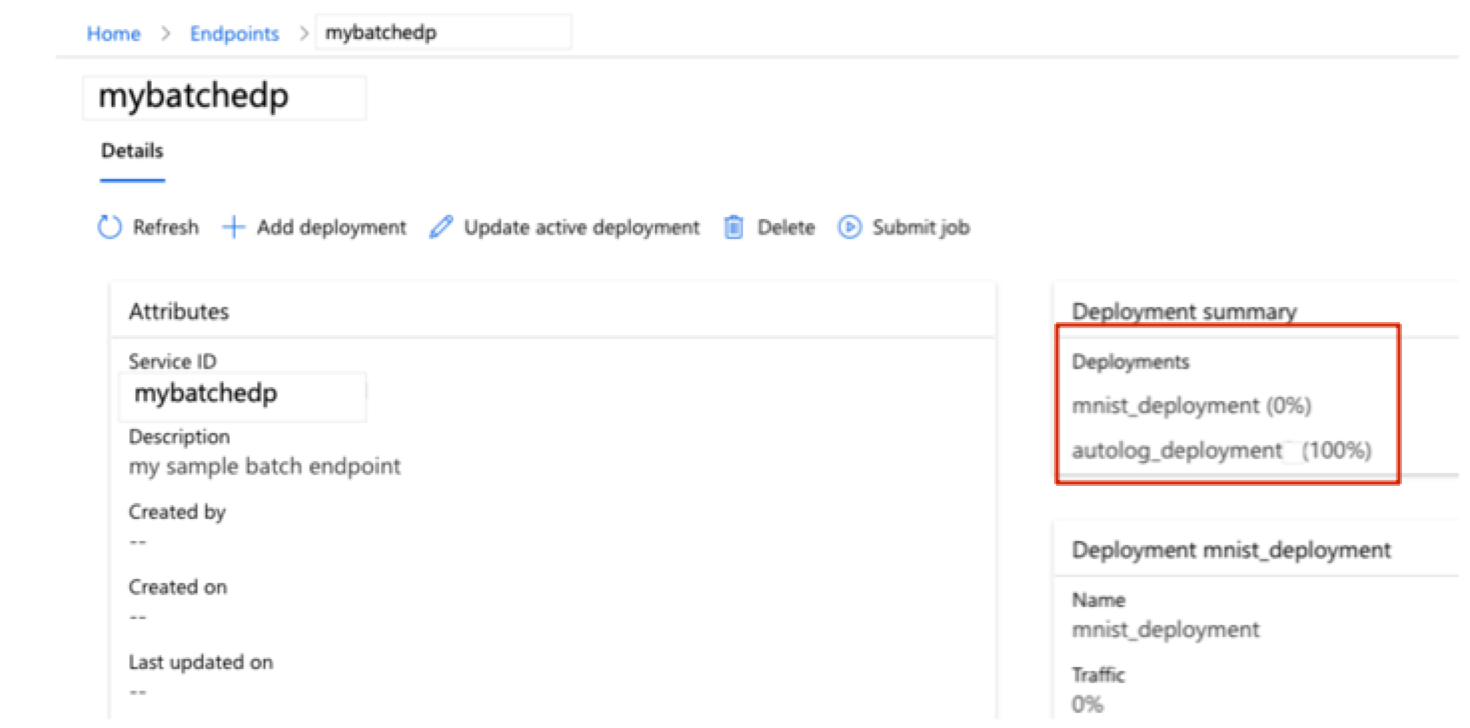 Home > Endpoints > mybatchedp
mybatchedp
Details
Refresh + Add deployment Update active deployment Delete Submit job
Attributes
Service ID
mybatchedp
Description
my sample batch endpoint
Created by
--
Created on
--
Last updated on
--
Deployment summary
Deployments
mnist_deployment (0%)
autolog_deployment (100%)
Deployment mnist_deployment
Name
mnist_deployment
Traffic
0%